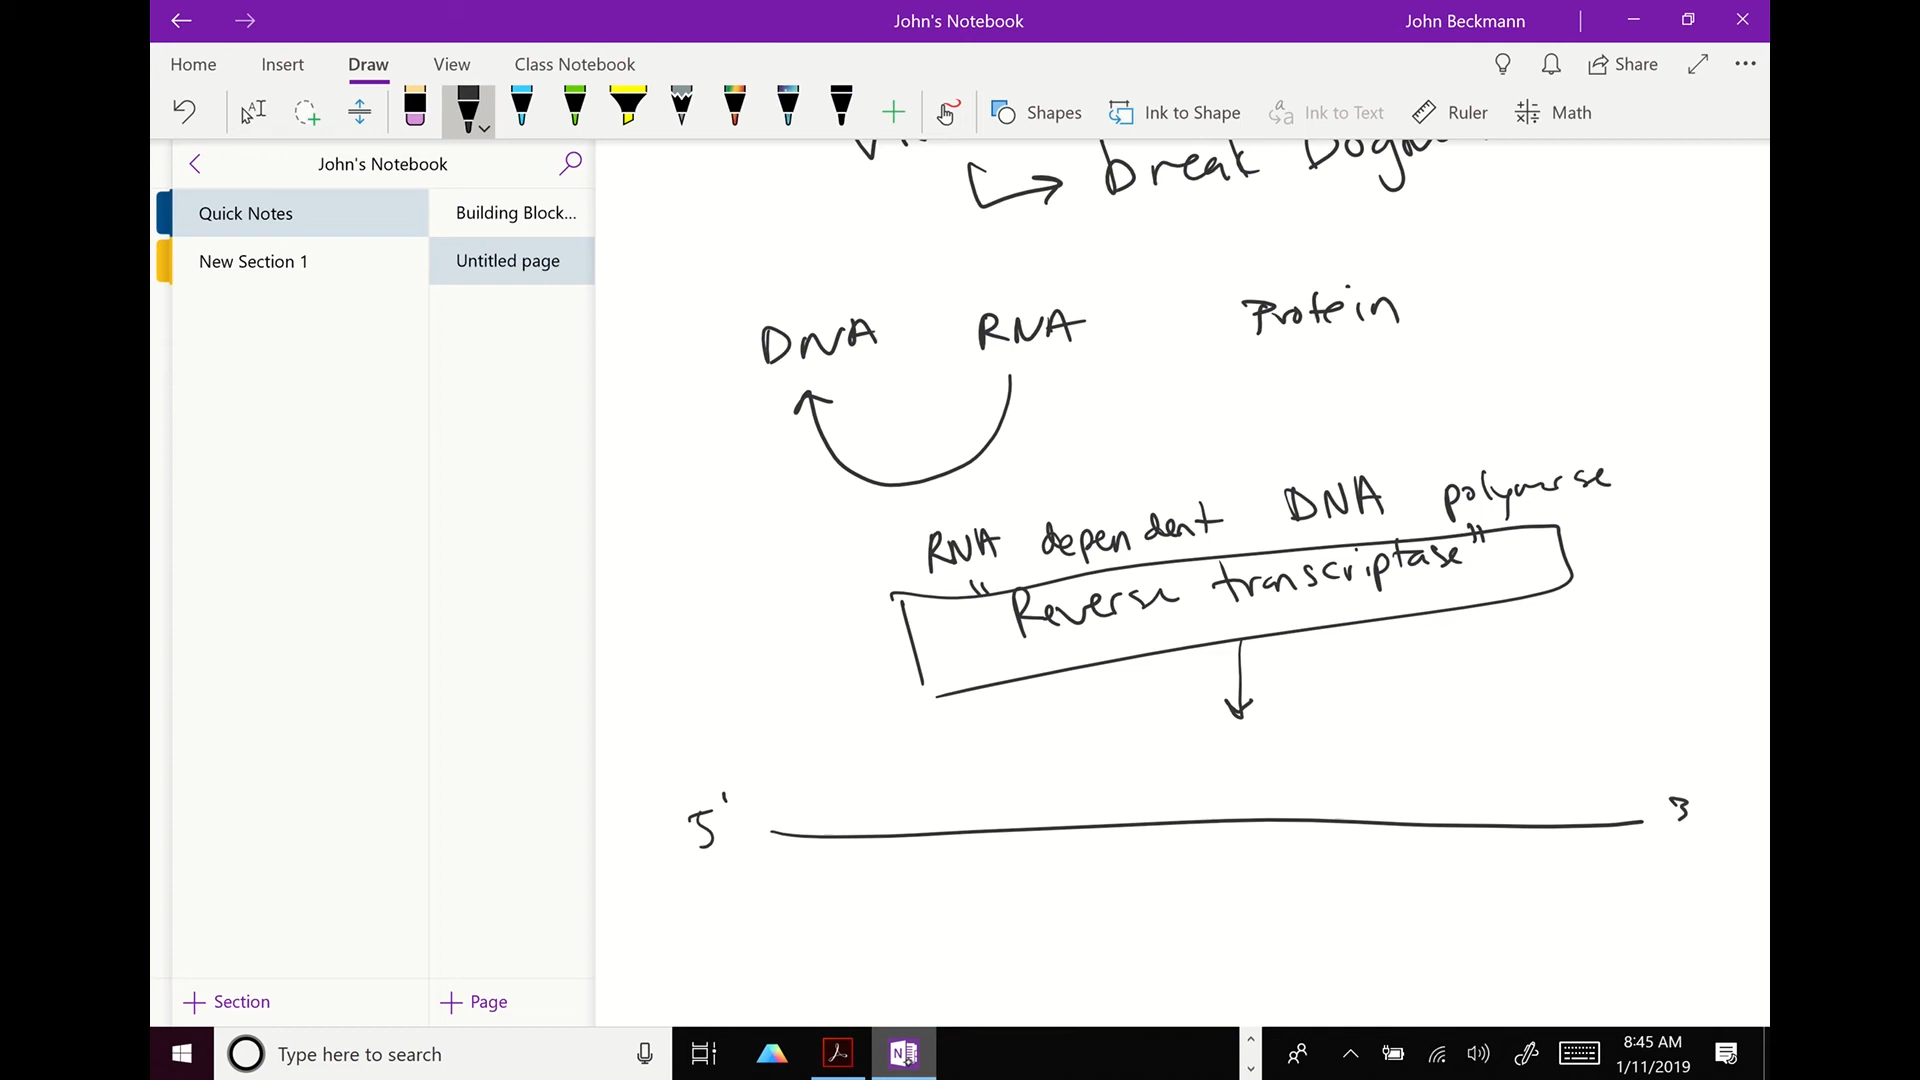 John's Notebook
John Beckmann
Home Insert Draw View Class Notebook
Share
Shapes Ink to Shape Ink to Text Ruler Math
John's Notebook
Quick Notes
New Section 1
Building Block...
Untitled page
break
DNA RNA Protein
RNA dependent DNA polymerse
"Reverse transcriptase"
5' 3
Section
Page
Type here to search
8:45 AM
1/11/2019